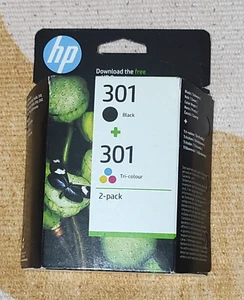 hp
Download the free
301
Black
+
301
Tri-colour
2-pack